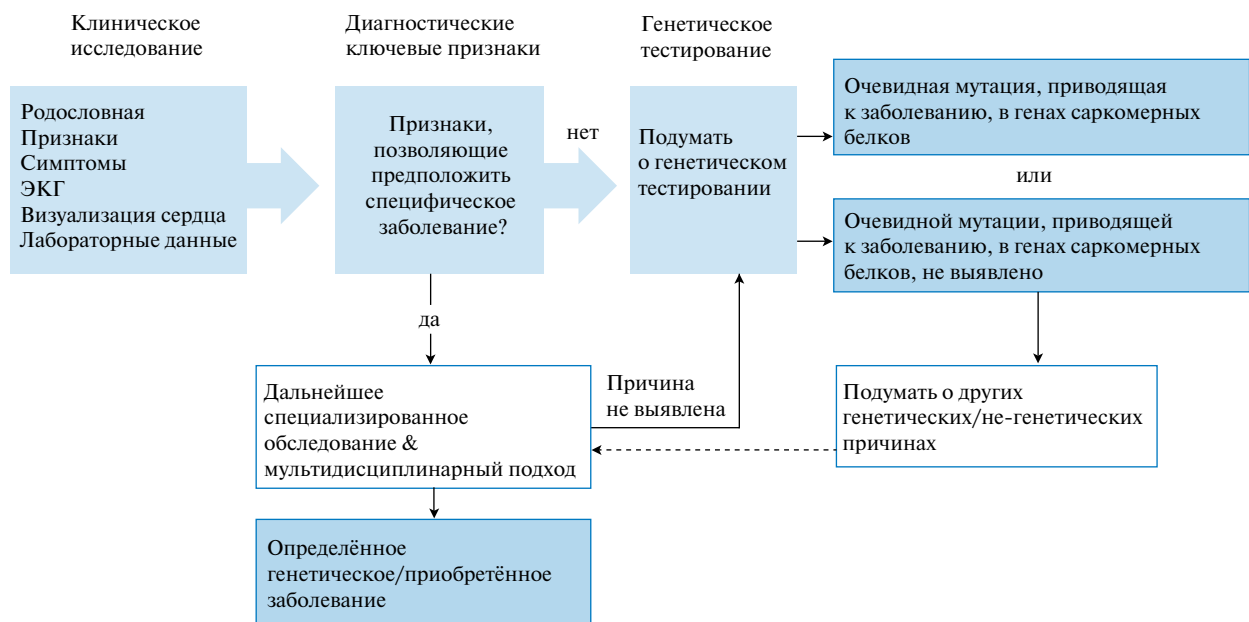 Клиническое
исследование
Диагностические
ключевые признаки
Генетическое
тестирование
Родословная
Признаки
Симптомы
ЭКГ
Визуализация сердца
Лабораторные данные
Признаки,
позволяющие
предположить
специфическое
заболевание?
нет
Подумать
о генетическом
тестировании
Очевидная мутация, приводящая
к заболеванию, в генах саркомерных
белков
или
Очевидной мутации, приводящей
к заболеванию, в генах саркомерных
белков, не выявлено
да
Дальнейшее
специализированное
обследование &
мультидисциплинарный подход
Причина
не выявлена
Подумать о других
генетических/не-генетических
причинах
Определённое
генетическое/приобретённое
заболевание